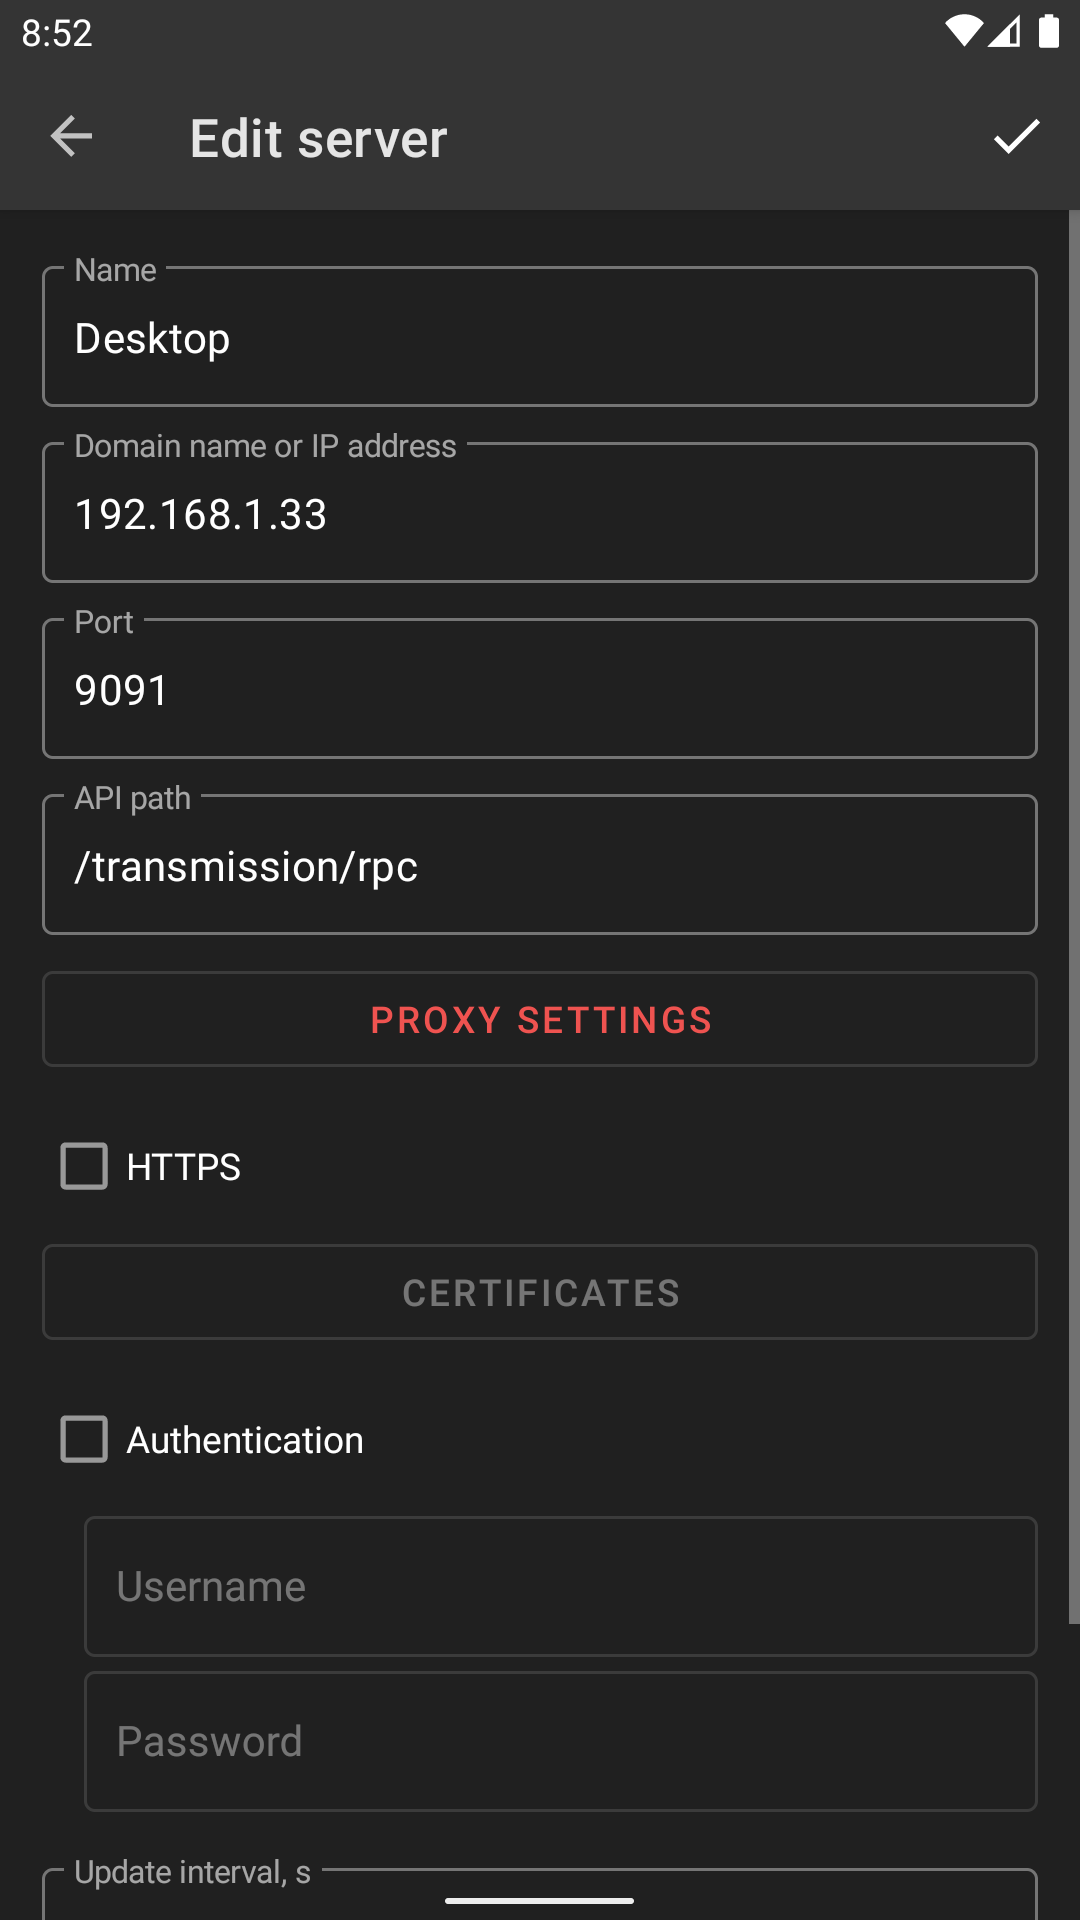 8:52
Edit server
Name
Desktop
Domain name or IP address
192.168.1.33
Port
9091
API path
/transmission/rpc
PROXY SETTINGS
HTTPS
CERTIFICATES
Authentication
Username
Password
Update interval, s